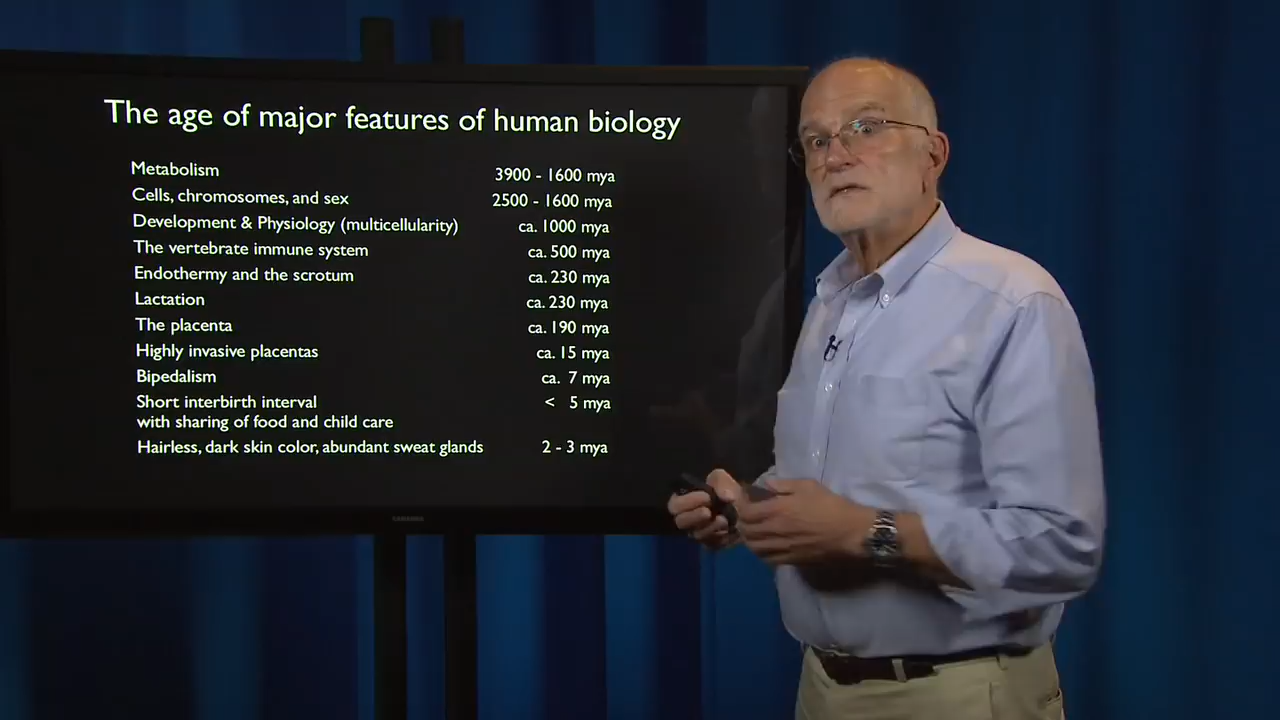 The age of major features of human biology
Metabolism 3900 - 1600 mya
Cells, chromosomes, and sex 2500 - 1600 mya
Development & Physiology (multicellularity) ca. 1000 mya
The vertebrate immune system ca. 500 mya
Endothermy and the scrotum ca. 230 mya
Lactation ca. 230 mya
The placenta ca. 190 mya
Highly invasive placentas ca. 15 mya
Bipedalism ca. 7 mya
Short interbirth interval < 5 mya
with sharing of food and child care
Hairless, dark skin color, abundant sweat glands 2 - 3 mya
SAMSUNG